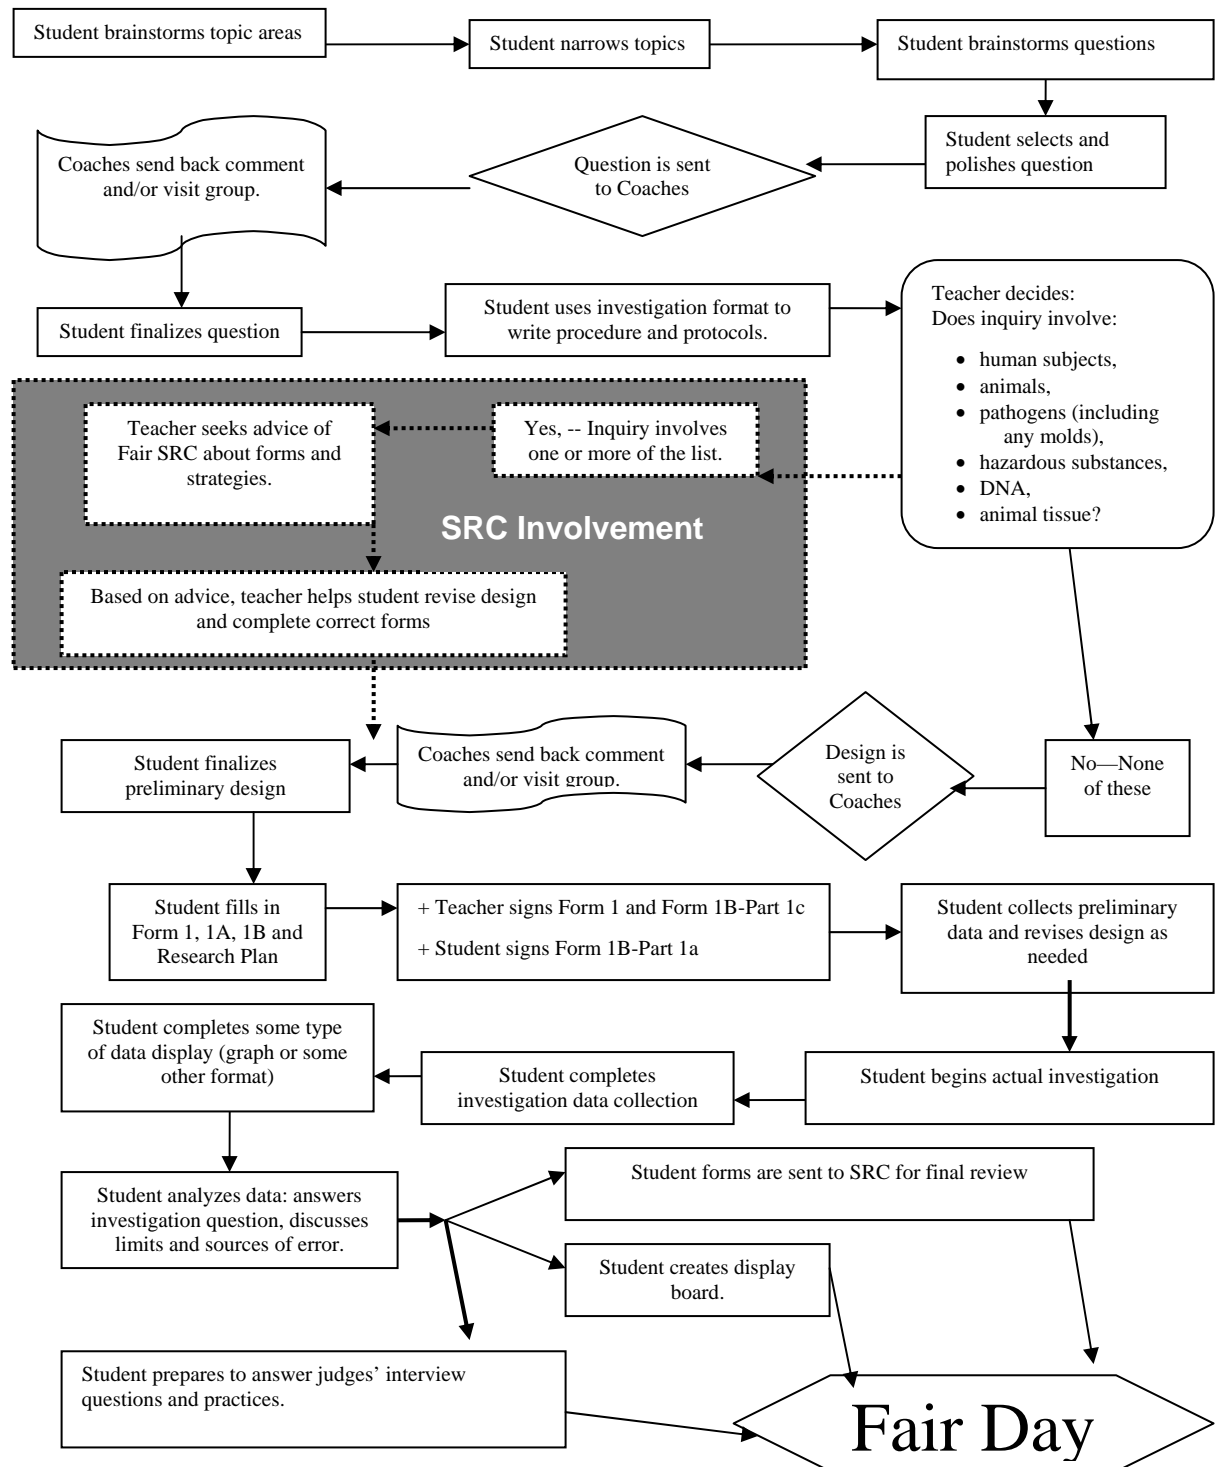 Student brainstorms topic areas
Student narrows topics
Student brainstorms questions
Student selects and
polishes question
Question is sent
to Coaches
Coaches send back comment
and/or visit group.
Student finalizes question
Student uses investigation format to
write procedure and protocols.
Teacher decides:
Does inquiry involve:
• human subjects,
• animals,
• pathogens (including
any molds),
• hazardous substances,
• DNA,
• animal tissue?
Yes, -- Inquiry involves
one or more of the list.
Teacher seeks advice of
Fair SRC about forms and
strategies.
SRC Involvement
Based on advice, teacher helps student revise design
and complete correct forms
No—None
of these
Design is
sent to
Coaches
Coaches send back comment
and/or visit group.
Student finalizes
preliminary design
Student fills in
Form 1, 1A, 1B and
Research Plan
+ Teacher signs Form 1 and Form 1B-Part 1c
+ Student signs Form 1B-Part 1a
Student collects preliminary
data and revises design as
needed
Student begins actual investigation
Student completes
investigation data collection
Student completes some type
of data display (graph or some
other format)
Student analyzes data: answers
investigation question, discusses
limits and sources of error.
Student forms are sent to SRC for final review
Student creates display
board.
Student prepares to answer judges’ interview
questions and practices.
Fair Day